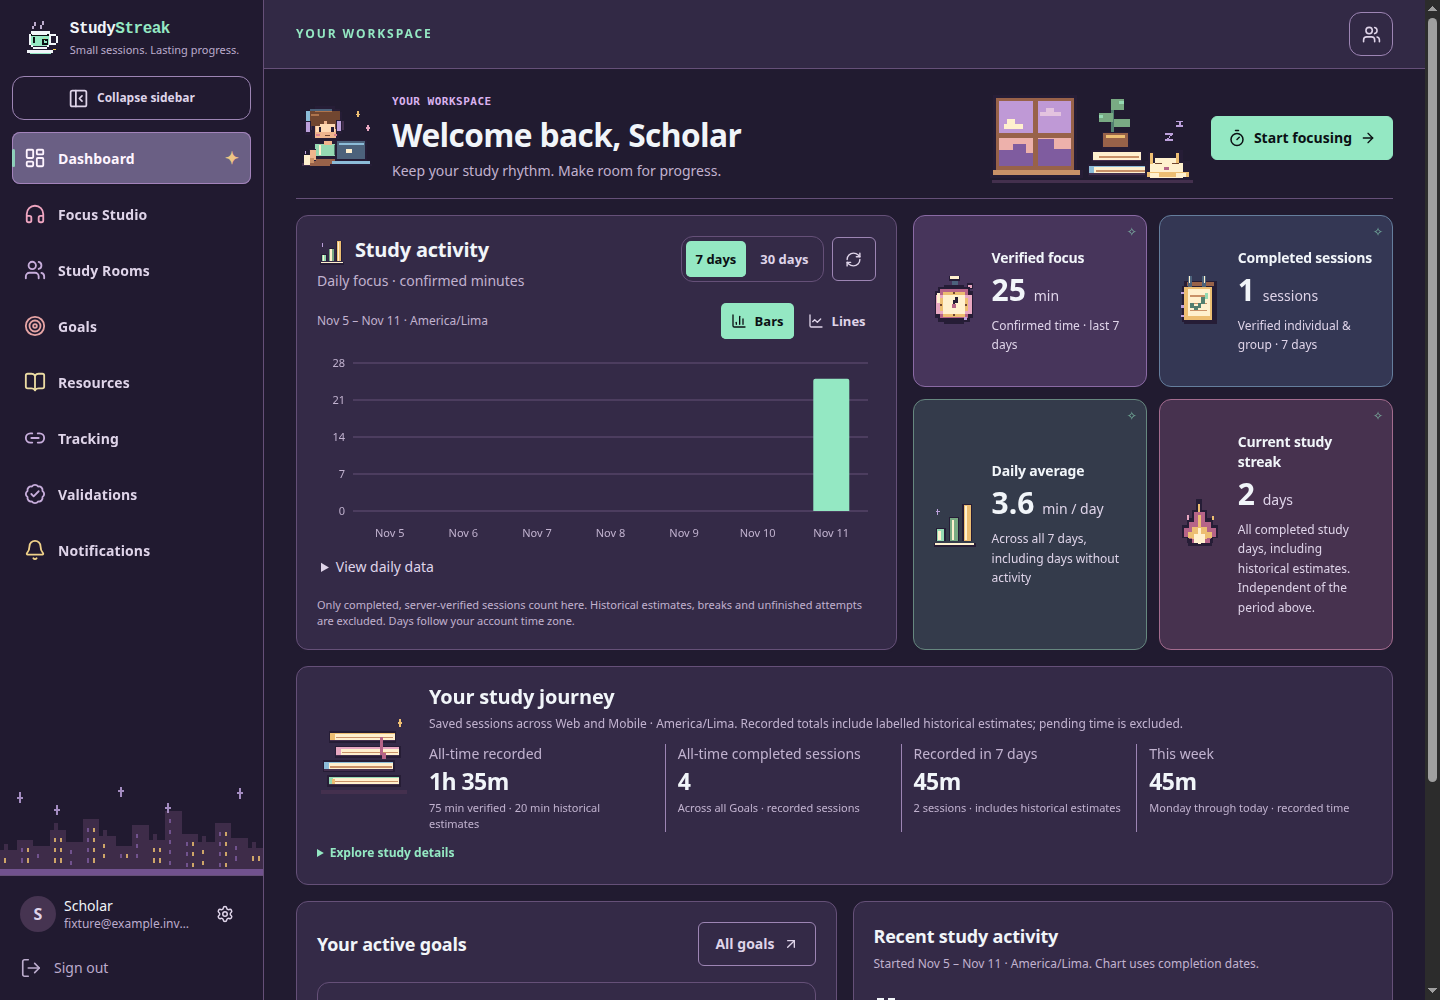 StudyStreak
Small sessions. Lasting progress.
Collapse sidebar
Dashboard
Focus Studio
Study Rooms
Goals
Resources
Tracking
Validations
Notifications
S
Scholar
fixture@example.inv...
Sign out
YOUR WORKSPACE
YOUR WORKSPACE
Welcome back, Scholar
Keep your study rhythm. Make room for progress.
Start focusing
Study activity
Daily focus · confirmed minutes
7 days
30 days
Nov 5 – Nov 11 · America/Lima
Bars
Lines
28
21
14
7
0
Nov 5
Nov 6
Nov 7
Nov 8
Nov 9
Nov 10
Nov 11
View daily data
Only completed, server-verified sessions count here. Historical estimates, breaks and unfinished attempts
are excluded. Days follow your account time zone.
Verified focus
25 min
Confirmed time · last 7
days
Completed sessions
1 sessions
Verified individual &
group · 7 days
Daily average
3.6 min / day
Across all 7 days,
including days without
activity
Current study
streak
2 days
All completed study
days, including
historical estimates.
Independent of the
period above.
Your study journey
Saved sessions across Web and Mobile · America/Lima. Recorded totals include labelled historical estimates; pending time is excluded.
All-time recorded
1h 35m
75 min verified · 20 min historical
estimates
All-time completed sessions
4
Across all Goals · recorded sessions
Recorded in 7 days
45m
2 sessions · includes historical estimates
This week
45m
Monday through today · recorded time
Explore study details
Your active goals
All goals
Recent study activity
Started Nov 5 – Nov 11 · America/Lima. Chart uses completion dates.